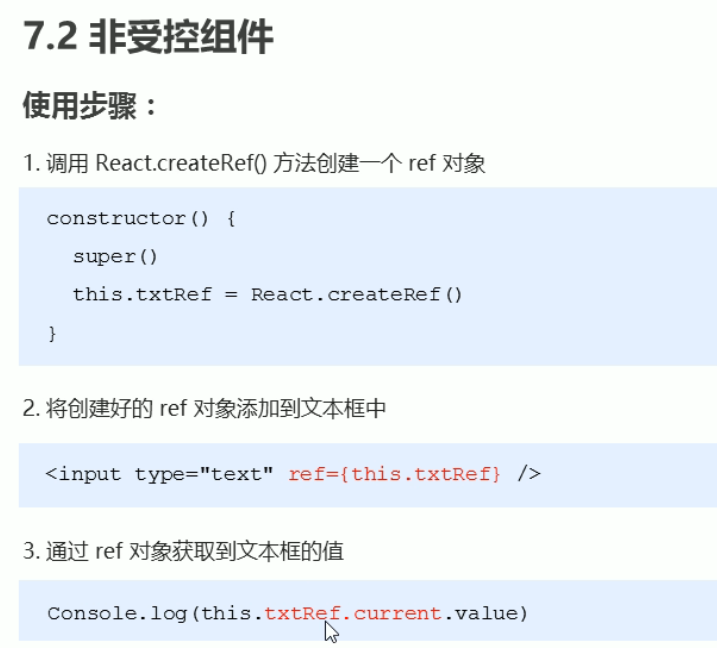 7.2 非受控组件
使用步骤：
1. 调用 React.createRef() 方法创建一个 ref 对象
constructor() {
super()
this.txtRef = React.createRef()
}
2. 将创建好的 ref 对象添加到文本框中
<input type="text" ref={this.txtRef} />
3. 通过 ref 对象获取到文本框的值
Console.log(this.txtRef.current.value)